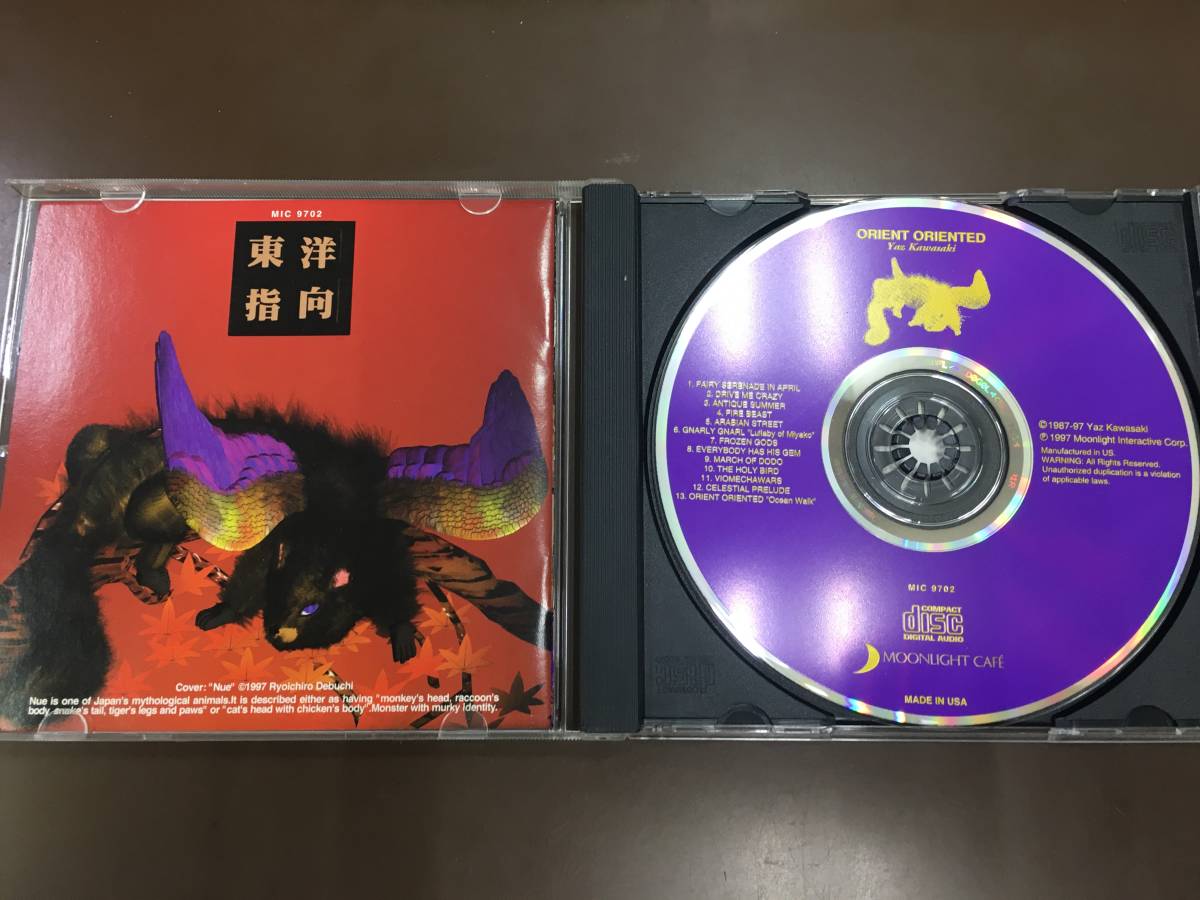 MIC 9702
東洋
指向
Cover: "Nue" ©1997 Ryoichiro Debuchi
Nue is one of Japan's mythological animals.It is described either as having "monkey's head, raccoon's
body, snake's tail, tiger's legs and paws" or "cat's head with chicken's body".Monster with murky identity.
ORIENT ORIENTED
Yaz Kawasaki
1. FAIRY SERENADE IN APRIL
2. DRIVE ME CRAZY
3. ANTIQUE SUMMER
4. FIRE BEAST
5. ARABIAN STREET
6. GNARLY GNARL "Lullaby of Miyako"
7. FROZEN GODS
8. EVERYBODY HAS HIS GEM
9. MARCH OF DODO
10. THE HOLY BIRD
11. VIOMECHAWARS
12. CELESTIAL PRELUDE
13. ORIENT ORIENTED "Ocean Walk"
©1987-97 Yaz Kawasaki
℗ 1997 Moonlight Interactive Corp.
Manufactured in US.
WARNING: All Rights Reserved.
Unauthorized duplication is a violation
of applicable laws.
MIC 9702
COMPACT
disc
DIGITAL AUDIO
MOONLIGHT CAFÉ
MADE IN USA